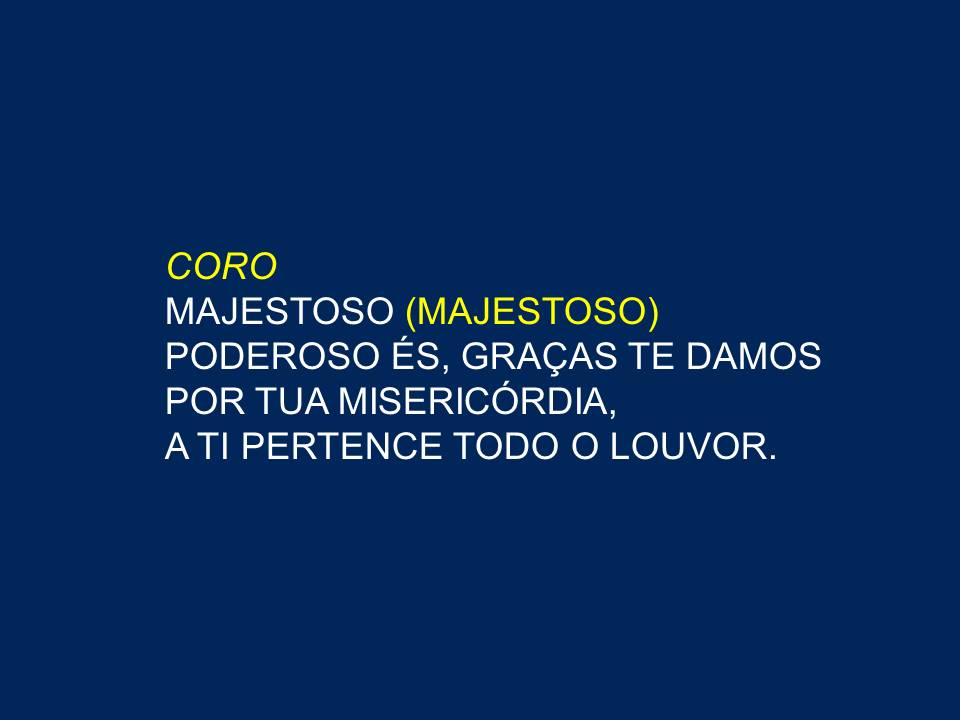 CORO
MAJESTOSO (MAJESTOSO)
PODEROSO ÉS, GRAÇAS TE DAMOS
POR TUA MISERICÓRDIA,
A TI PERTENCE TODO O LOUVOR.